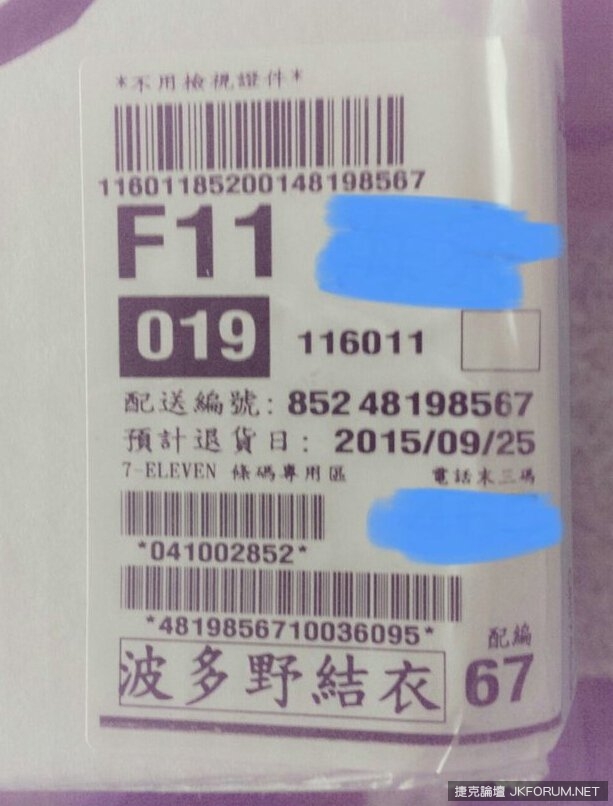 *不用檢視證件*
11601185200148198567
F11
019 116011
配送編號: 852 48198567
預計退貨日: 2015/09/25
7-ELEVEN 條碼專用區 電話末三碼
*041002852*
*4819856710036095*
配編
波多野結衣 67
捷克論壇 JKFORUM.NET